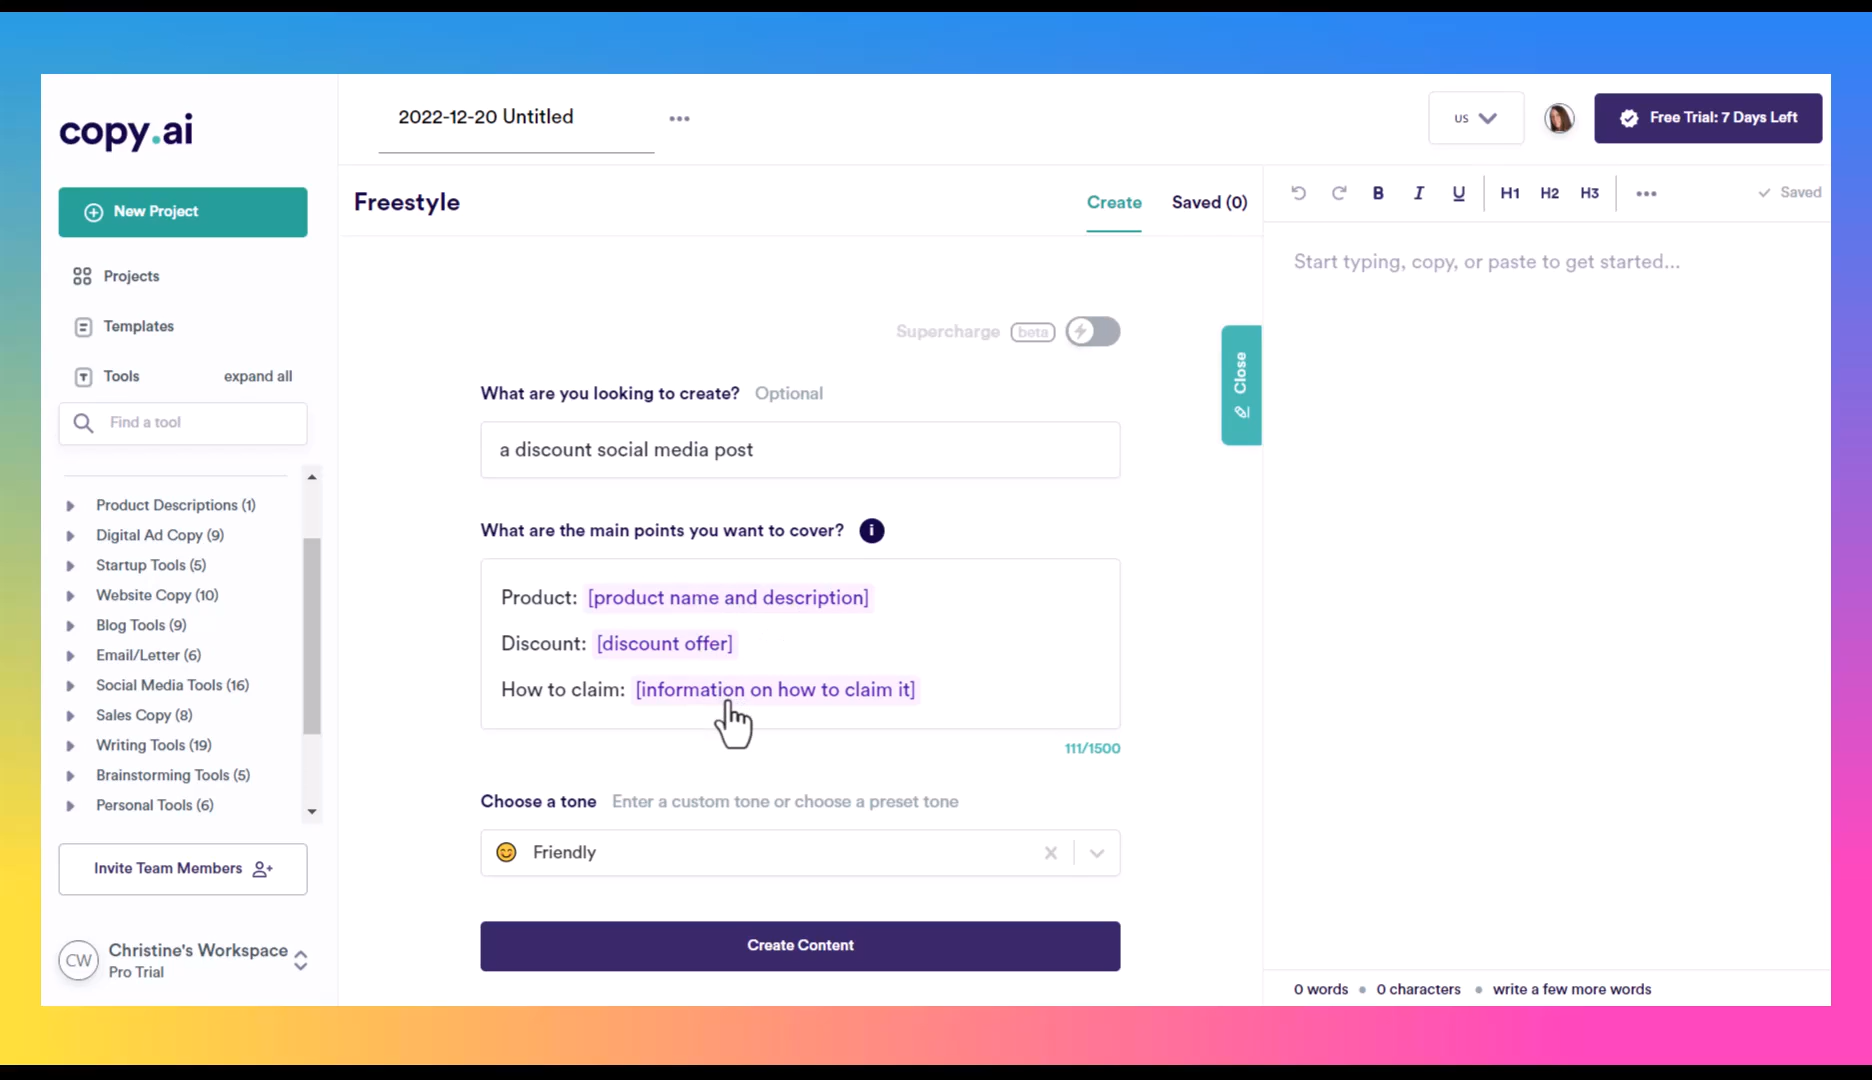 copy.ai
New Project
Projects
Templates
Tools
expand all
Find a tool
Product Descriptions (1)
Digital Ad Copy (9)
Startup Tools (5)
Website Copy (10)
Blog Tools (9)
Email/Letter (6)
Social Media Tools (16)
Sales Copy (8)
Writing Tools (19)
Brainstorming Tools (5)
Personal Tools (6)
Invite Team Members
CW
Christine's Workspace
Pro Trial
2022-12-20 Untitled
US
Free Trial: 7 Days Left
Freestyle
Create
Saved (0)
Supercharge beta
What are you looking to create? Optional
a discount social media post
What are the main points you want to cover? i
Product: [product name and description]
Discount: [discount offer]
How to claim: [information on how to claim it]
111/1500
Choose a tone Enter a custom tone or choose a preset tone
Friendly
Create Content
Close
B I U H1 H2 H3
Saved
Start typing, copy, or paste to get started...
0 words • 0 characters • write a few more words